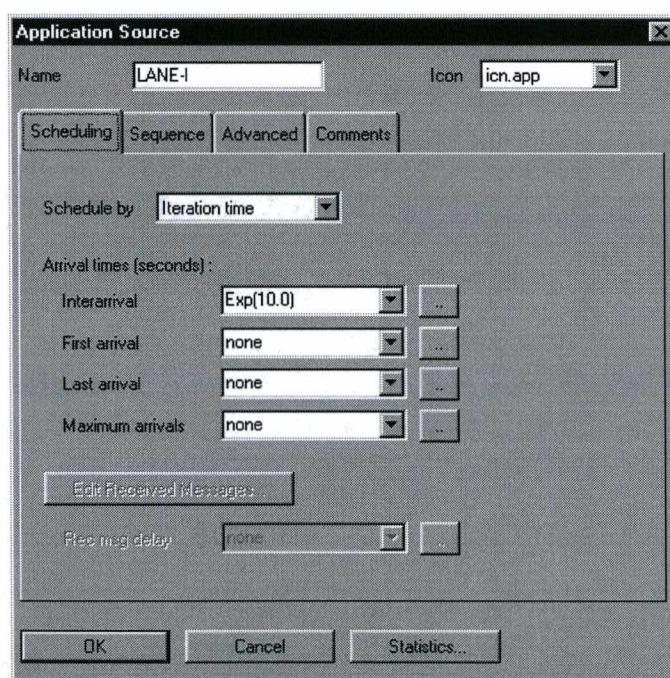 Application Source
Name LANE-I Icon icn.app
Scheduling Sequence Advanced Comments
Schedule by Iteration time
Arrival times (seconds) :
Interarrival Exp(10.0) ..
First arrival none ..
Last arrival none ..
Maximum arrivals none ..
Edit Received Messages...
Rec msg delay none ..
OK Cancel Statistics...